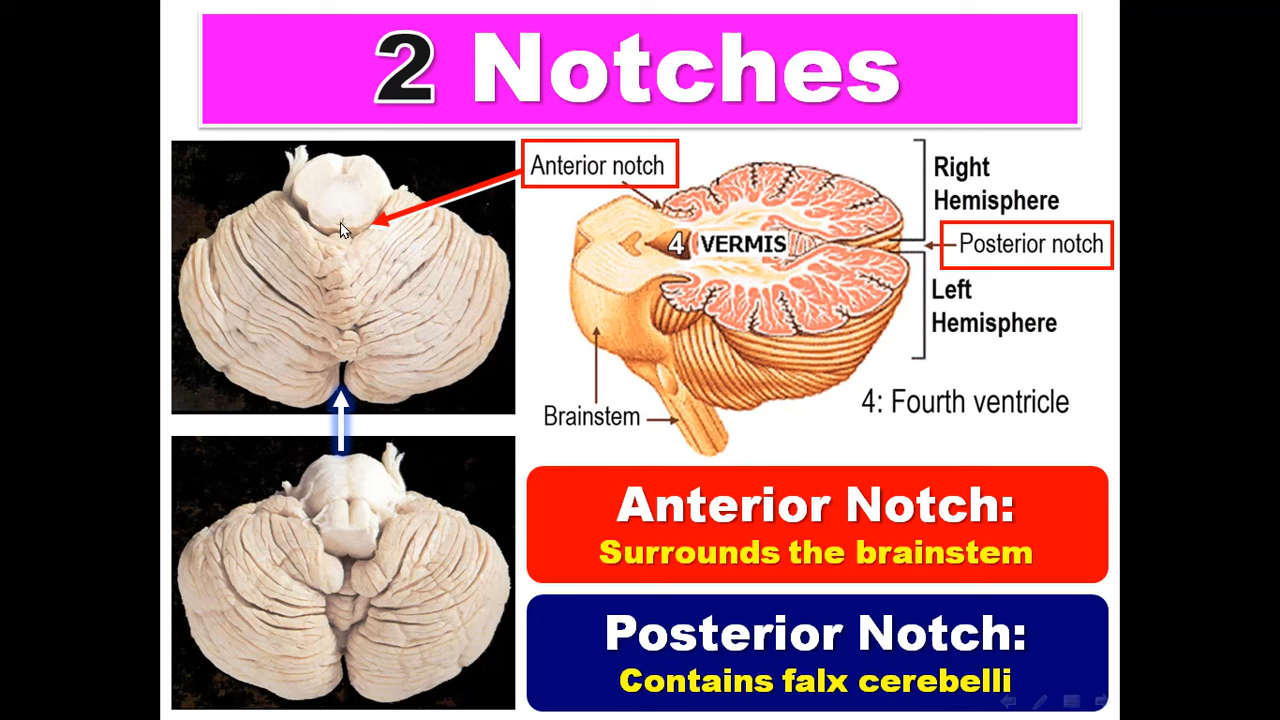 2 Notches
Anterior notch
Right
Hemisphere
4
VERMIS
Posterior notch
Left
Hemisphere
Brainstem
4: Fourth ventricle
Anterior Notch:
Surrounds the brainstem
Posterior Notch:
Contains falx cerebelli